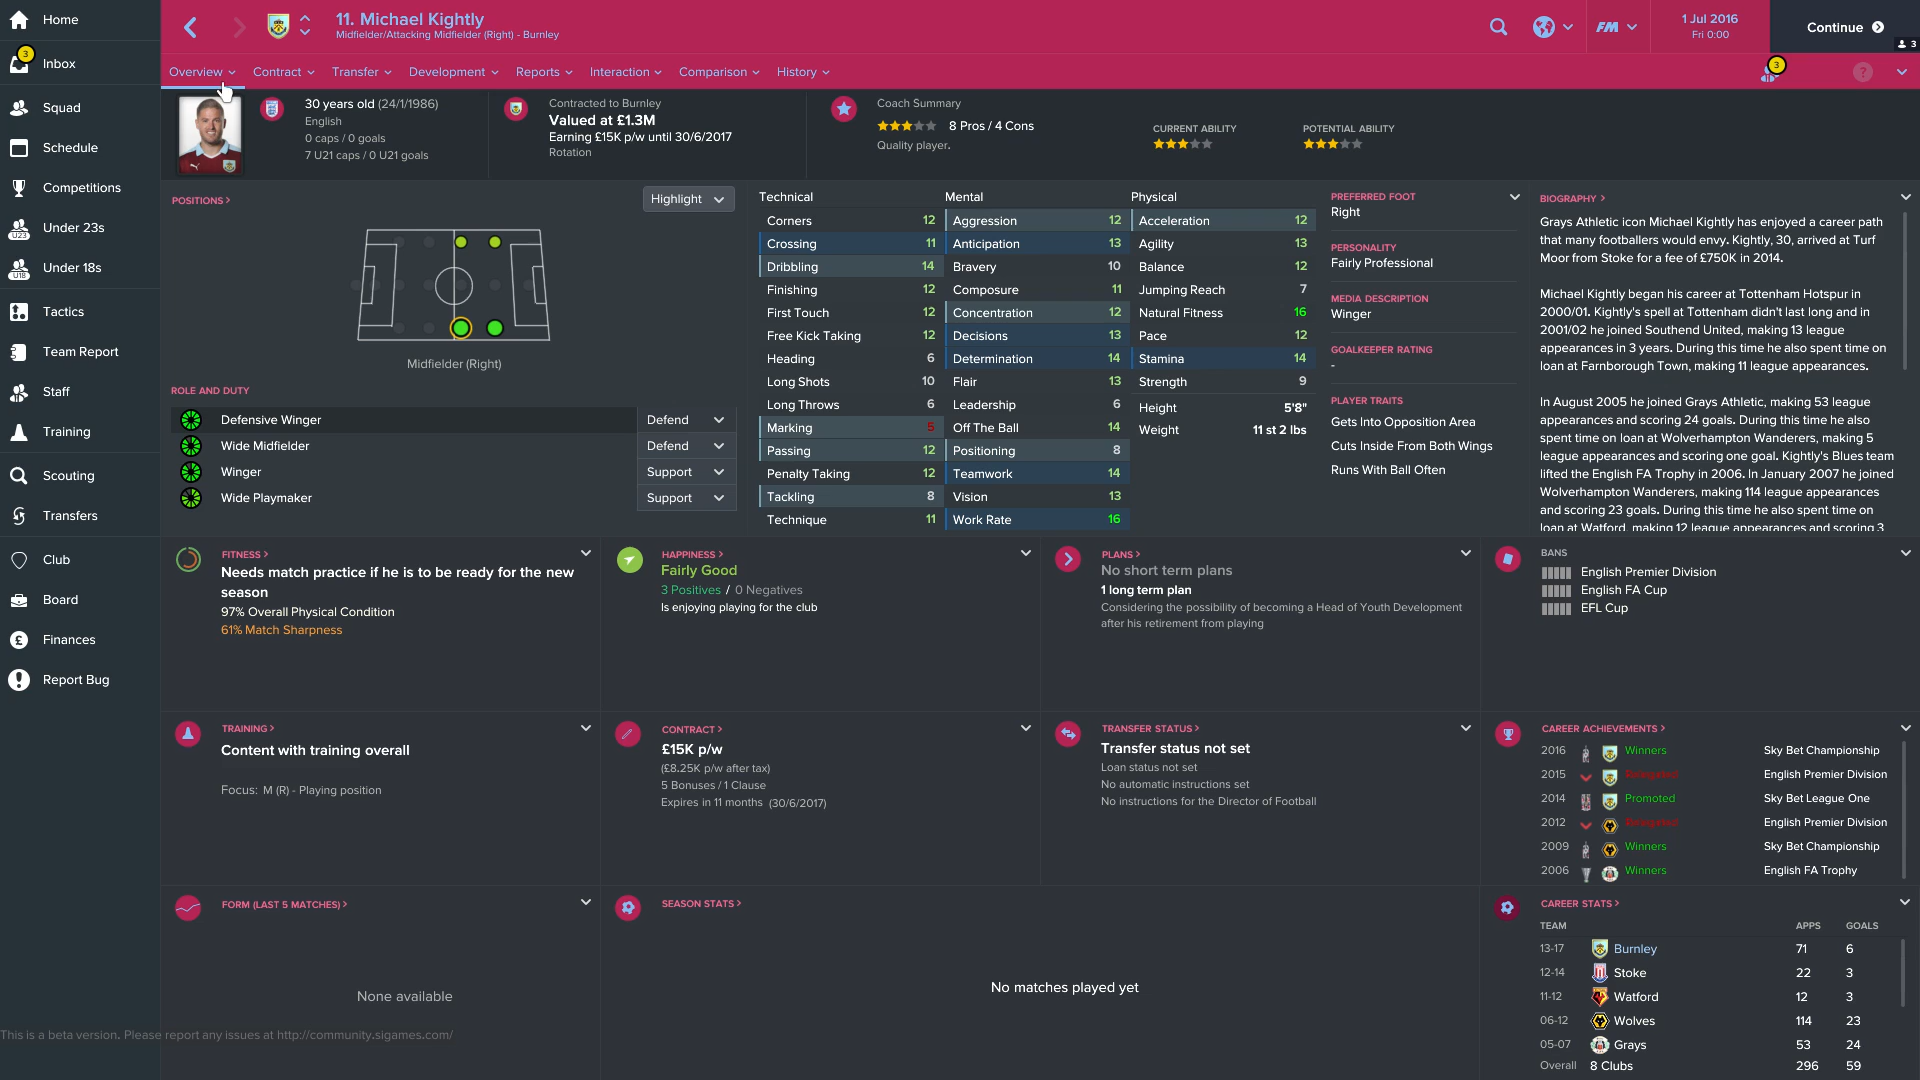 Home
3
Inbox
Squad
Schedule
Competitions
U23
Under 23s
U18
Under 18s
Tactics
Team Report
Staff
Training
Scouting
Transfers
Club
Board
£
Finances
Report Bug
11. Michael Kightly
Midfielder/Attacking Midfielder (Right) - Burnley
FM
1 Jul 2016
Fri 0:00
Continue
3
Overview
Contract
Transfer
Development
Reports
Interaction
Comparison
History
3
?
30 years old (24/1/1986)
English
0 caps / 0 goals
7 U21 caps / 0 U21 goals
Contracted to Burnley
Valued at £1.3M
Earning £15K p/w until 30/6/2017
Rotation
Coach Summary
8 Pros / 4 Cons
Quality player.
CURRENT ABILITY
POTENTIAL ABILITY
POSITIONS >
Highlight
Midfielder (Right)
ROLE AND DUTY
Defensive Winger Defend
Wide Midfielder Defend
Winger Support
Wide Playmaker Support
Technical
Corners 12
Crossing 11
Dribbling 14
Finishing 12
First Touch 12
Free Kick Taking 12
Heading 6
Long Shots 10
Long Throws 6
Marking 5
Passing 12
Penalty Taking 12
Tackling 8
Technique 11
Mental
Aggression 12
Anticipation 13
Bravery 10
Composure 11
Concentration 12
Decisions 13
Determination 14
Flair 13
Leadership 6
Off The Ball 14
Positioning 8
Teamwork 14
Vision 13
Work Rate 16
Physical
Acceleration 12
Agility 13
Balance 12
Jumping Reach 7
Natural Fitness 16
Pace 12
Stamina 14
Strength 9
Height 5'8"
Weight 11 st 2 lbs
PREFERRED FOOT
Right
PERSONALITY
Fairly Professional
MEDIA DESCRIPTION
Winger
GOALKEEPER RATING
-
PLAYER TRAITS
Gets Into Opposition Area
Cuts Inside From Both Wings
Runs With Ball Often
BIOGRAPHY >
Grays Athletic icon Michael Kightly has enjoyed a career path
that many footballers would envy. Kightly, 30, arrived at Turf
Moor from Stoke for a fee of £750K in 2014.
Michael Kightly began his career at Tottenham Hotspur in
2000/01. Kightly's spell at Tottenham didn't last long and in
2001/02 he joined Southend United, making 13 league
appearances in 3 years. During this time he also spent time on
loan at Farnborough Town, making 11 league appearances.
In August 2005 he joined Grays Athletic, making 53 league
appearances and scoring 24 goals. During this time he also
spent time on loan at Wolverhampton Wanderers, making 5
league appearances and scoring one goal. Kightly's Blues team
lifted the English FA Trophy in 2006. In January 2007 he joined
Wolverhampton Wanderers, making 114 league appearances
and scoring 23 goals. During this time he also spent time on
loan at Watford, making 12 league appearances and scoring 3
FITNESS >
Needs match practice if he is to be ready for the new
season
97% Overall Physical Condition
61% Match Sharpness
HAPPINESS >
Fairly Good
3 Positives / 0 Negatives
Is enjoying playing for the club
PLANS >
No short term plans
1 long term plan
Considering the possibility of becoming a Head of Youth Development
after his retirement from playing
BANS
English Premier Division
English FA Cup
EFL Cup
TRAINING >
Content with training overall
Focus: M (R) - Playing position
CONTRACT >
£15K p/w
(£8.25K p/w after tax)
5 Bonuses / 1 Clause
Expires in 11 months (30/6/2017)
TRANSFER STATUS >
Transfer status not set
Loan status not set
No automatic instructions set
No instructions for the Director of Football
CAREER ACHIEVEMENTS >
2016 Winners Sky Bet Championship
2015 Relegated English Premier Division
2014 Promoted Sky Bet League One
2012 Relegated English Premier Division
2009 Winners Sky Bet Championship
2006 Winners English FA Trophy
FORM (LAST 5 MATCHES) >
None available
SEASON STATS >
No matches played yet
CAREER STATS >
TEAM APPS GOALS
13-17 Burnley 71 6
12-14 Stoke 22 3
11-12 Watford 12 3
06-12 Wolves 114 23
05-07 Grays 53 24
Overall 8 Clubs 296 59
This is a beta version. Please report any issues at http://community.sigames.com/